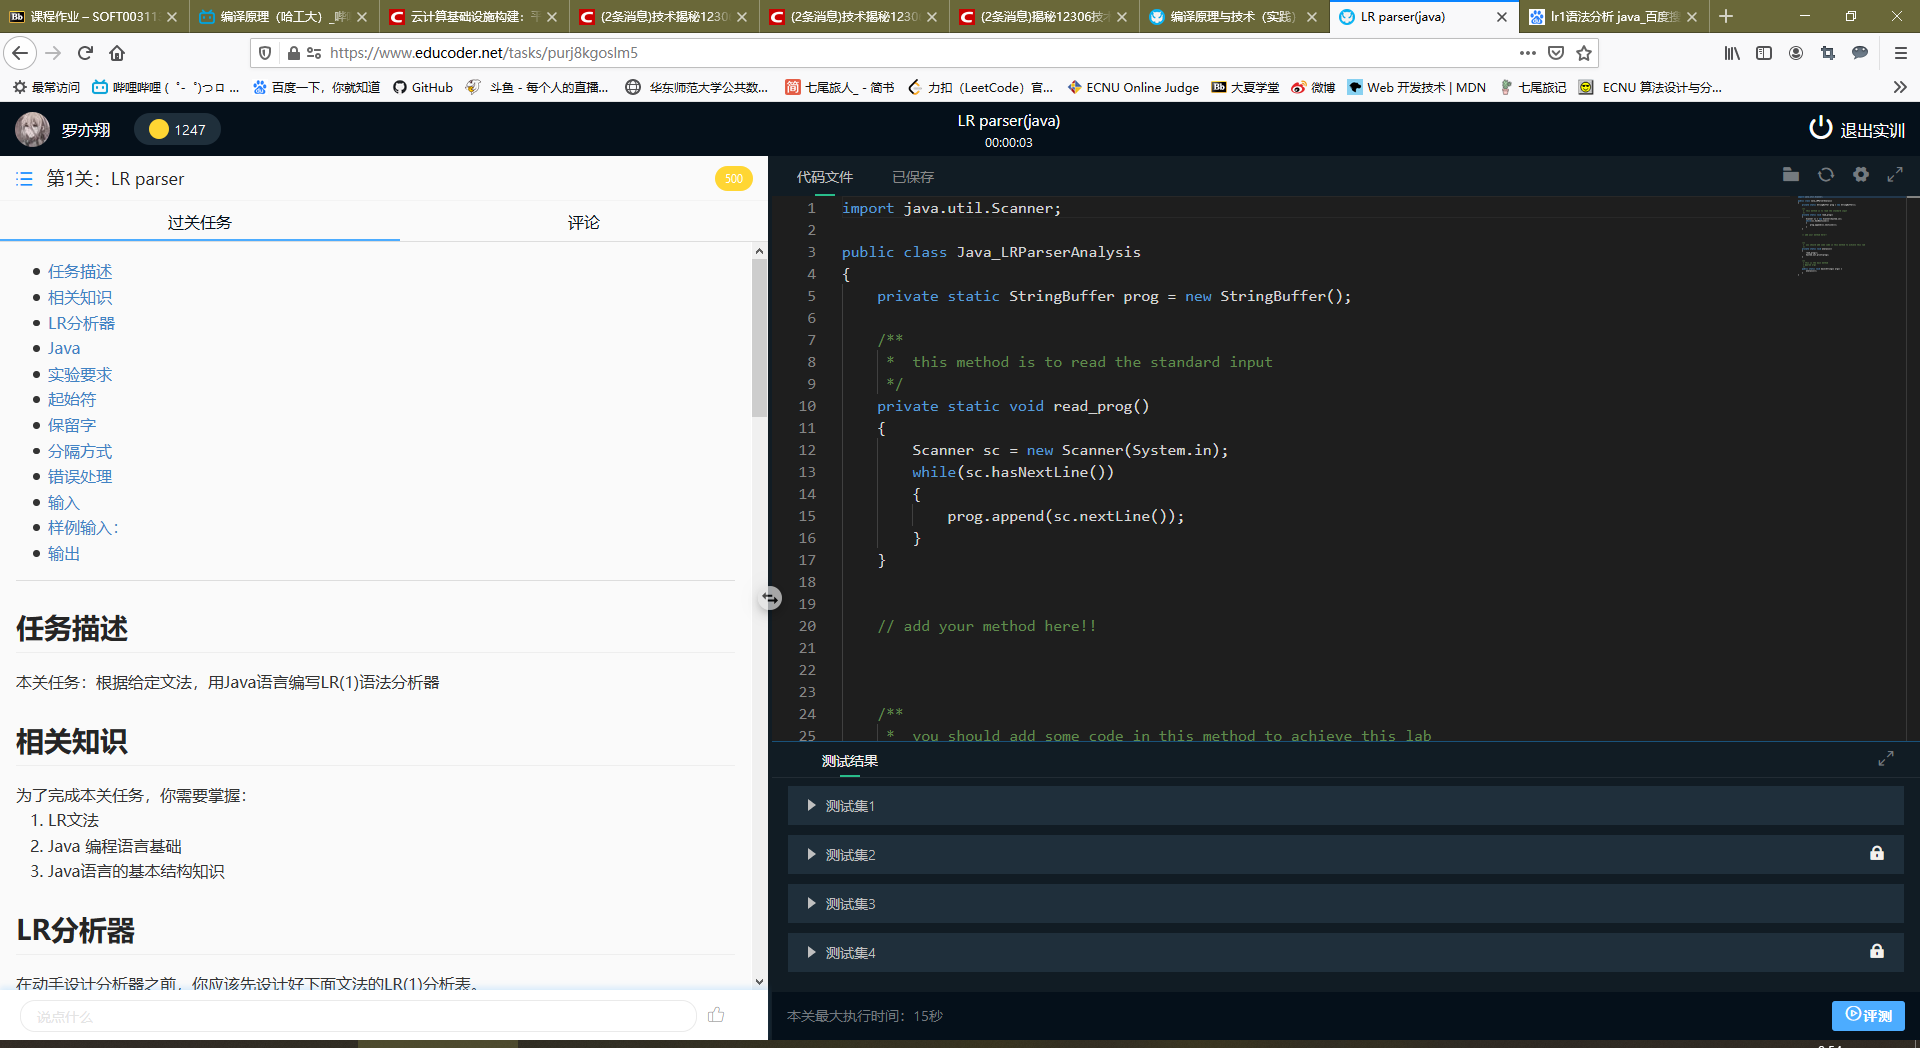 课程作业 – SOFT00311
编译原理（哈工大）_哔
云计算基础设施构建：平
(2条消息)技术揭秘1230
(2条消息)技术揭秘1230
(2条消息)揭秘12306技术
编译原理与技术（实践）
LR parser(java)
lr1语法分析 java_百度搜
https://www.educoder.net/tasks/purj8kgoslm5
最常访问
哔哩哔哩 ( ゜- ゜)つロ ...
百度一下，你就知道
GitHub
斗鱼 - 每个人的直播...
华东师范大学公共数...
七尾旅人_ - 简书
力扣（LeetCode）官...
ECNU Online Judge
大夏学堂
微博
Web 开发技术 | MDN
七尾旅记
ECNU 算法设计与分...
罗亦翔
1247
LR parser(java)
00:00:03
退出实训
第1关：LR parser
500
过关任务
评论
任务描述
相关知识
LR分析器
Java
实验要求
起始符
保留字
分隔方式
错误处理
输入
样例输入：
输出
任务描述
本关任务：根据给定文法，用Java语言编写LR(1)语法分析器
相关知识
为了完成本关任务，你需要掌握：
1. LR文法
2. Java 编程语言基础
3. Java语言的基本结构知识
LR分析器
在动手设计分析器之前，你应该先设计好下面文法的LR(1)分析表。
说点什么
代码文件
已保存
1 import java.util.Scanner;
2
3 public class Java_LRParserAnalysis
4 {
5 private static StringBuffer prog = new StringBuffer();
6
7 /**
8 * this method is to read the standard input
9 */
10 private static void read_prog()
11 {
12 Scanner sc = new Scanner(System.in);
13 while(sc.hasNextLine())
14 {
15 prog.append(sc.nextLine());
16 }
17 }
18
19
20 // add your method here!!
21
22
23
24 /**
25 * you should add some code in this method to achieve this lab
测试结果
测试集1
测试集2
测试集3
测试集4
本关最大执行时间：15秒
评测